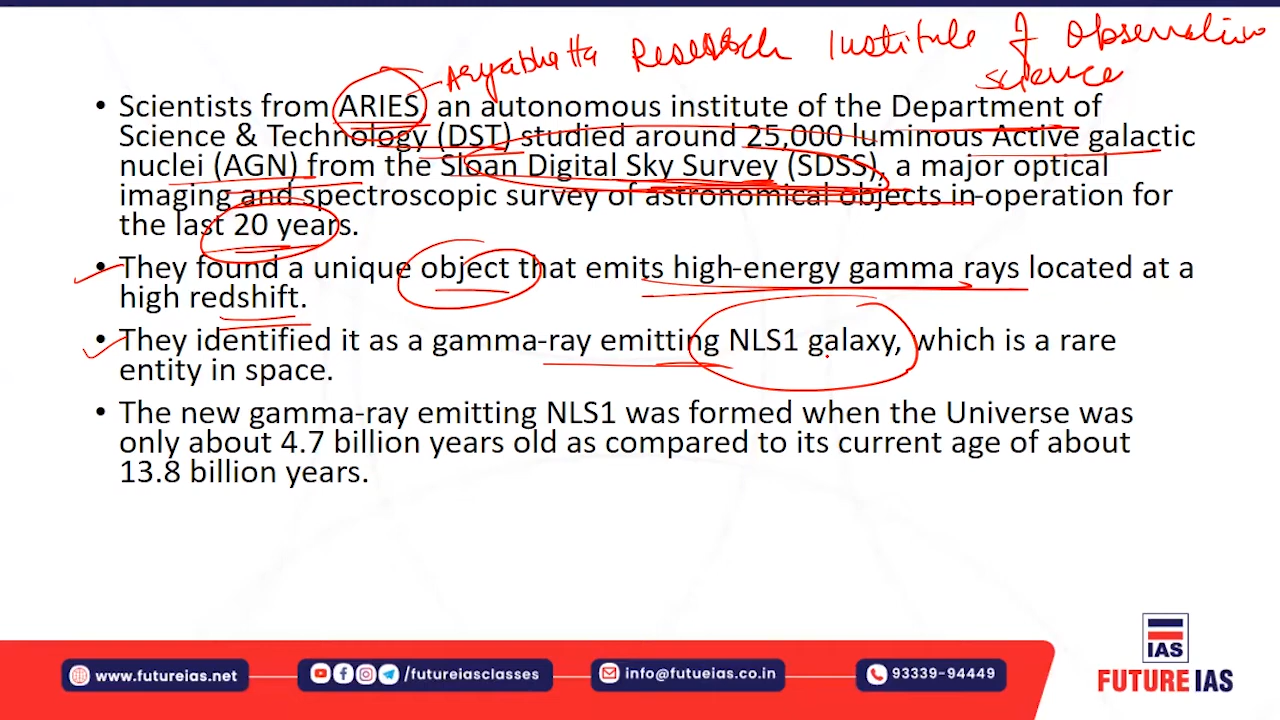 Aryabhatta Research Institute of Observation
science
• Scientists from ARIES, an autonomous institute of the Department of
Science & Technology (DST) studied around 25,000 luminous Active galactic
nuclei (AGN) from the Sloan Digital Sky Survey (SDSS), a major optical
imaging and spectroscopic survey of astronomical objects in-operation for
the last 20 years.
• They found a unique object that emits high-energy gamma rays located at a
high redshift.
• They identified it as a gamma-ray emitting NLS1 galaxy, which is a rare
entity in space.
• The new gamma-ray emitting NLS1 was formed when the Universe was
only about 4.7 billion years old as compared to its current age of about
13.8 billion years.
IAS
FUTURE IAS
www.futureias.net
/futureiasclasses
info@futueias.co.in
93339-94449